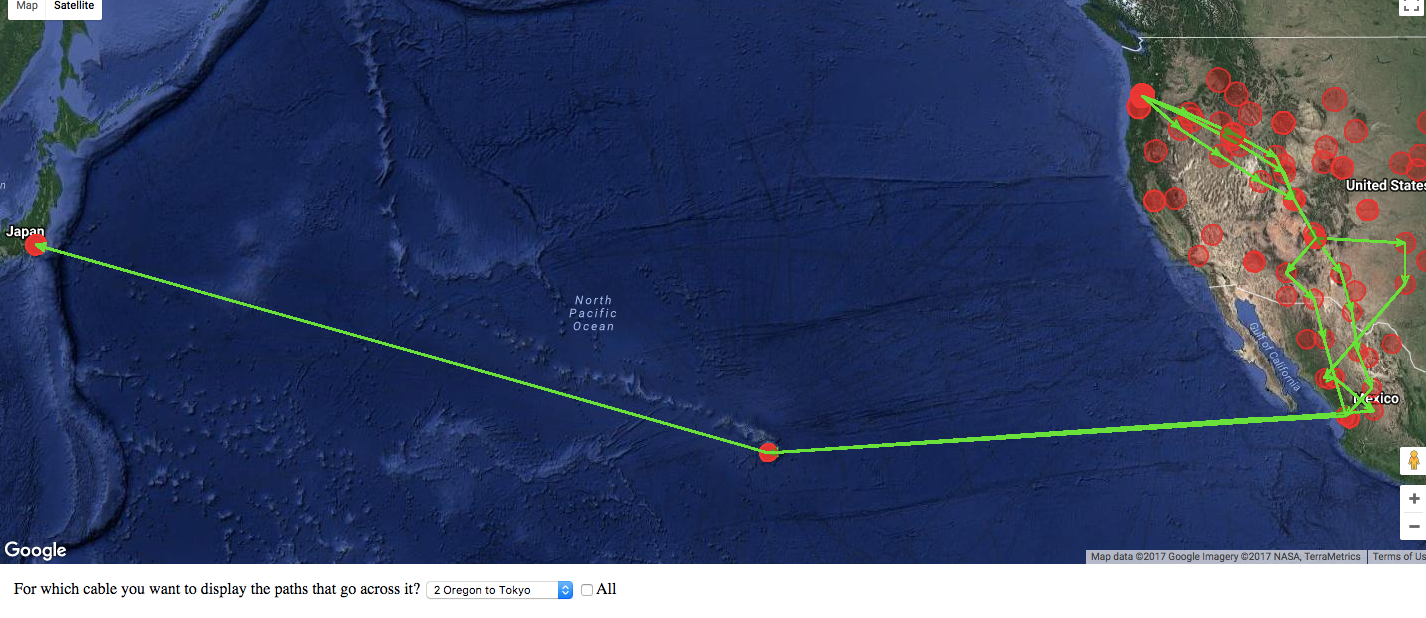 Map Satellite
United States
Japan
North
Pacific
Ocean
Gulf of California
Mexico
Google
Map data ©2017 Google Imagery ©2017 NASA, TerraMetrics Terms of Us
For which cable you want to display the paths that go across it? 2 Oregon to Tokyo All